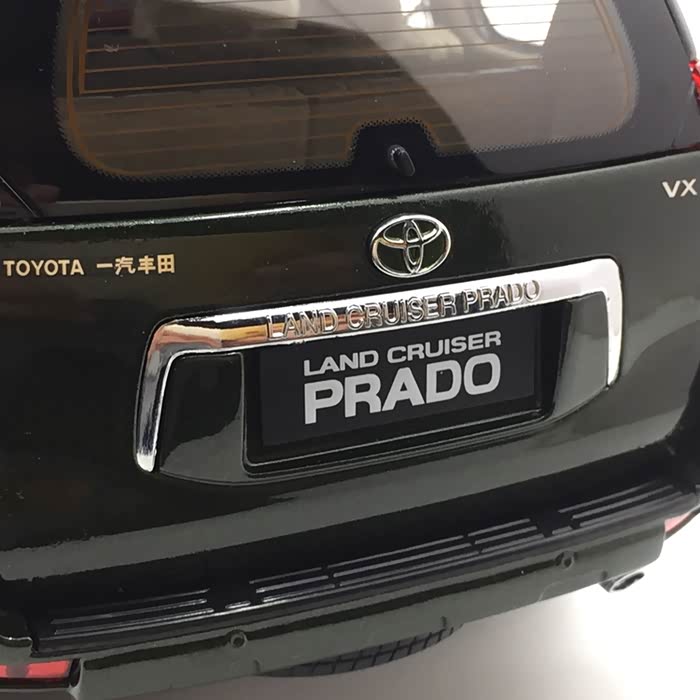 VX
TOYOTA 一汽丰田
LAND CRUISER PRADO
LAND CRUISER
PRADO